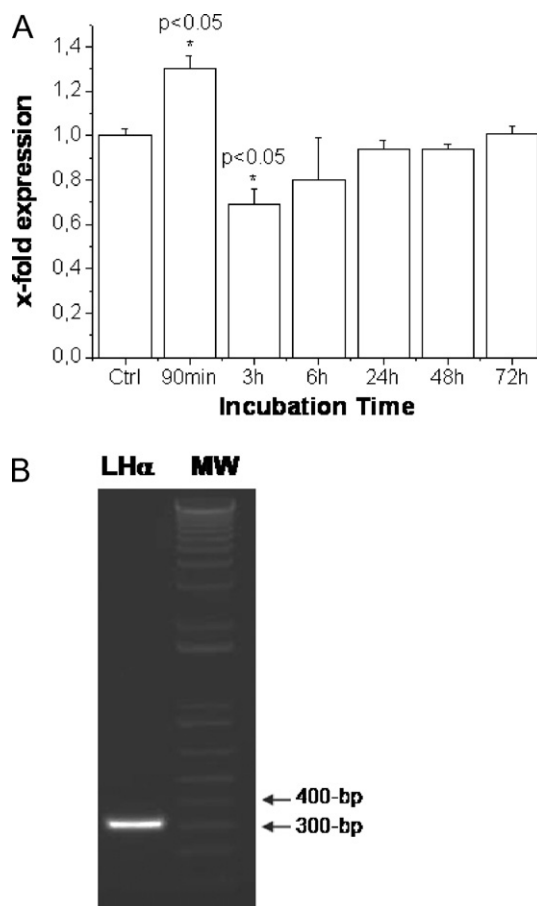 A
p<0.05
*
p<0.05
*
1,4
1,2
1,0
0,8
0,6
0,4
0,2
0,0
x-fold expression
Ctrl 90min 3h 6h 24h 48h 72h
Incubation Time
B
LHα MW
400-bp
300-bp